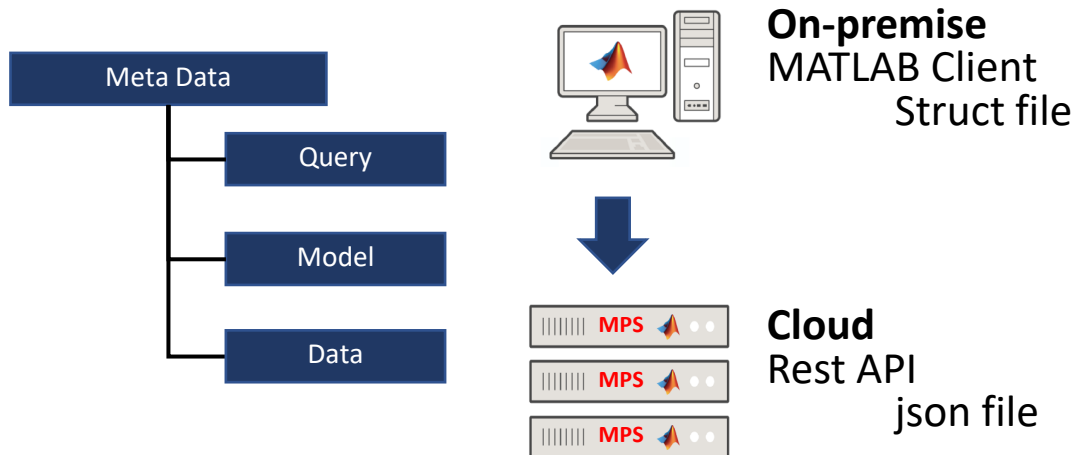 Meta Data
Query
Model
Data
On-premise
MATLAB Client
Struct file
MPS
MPS
MPS
Cloud
Rest API
json file